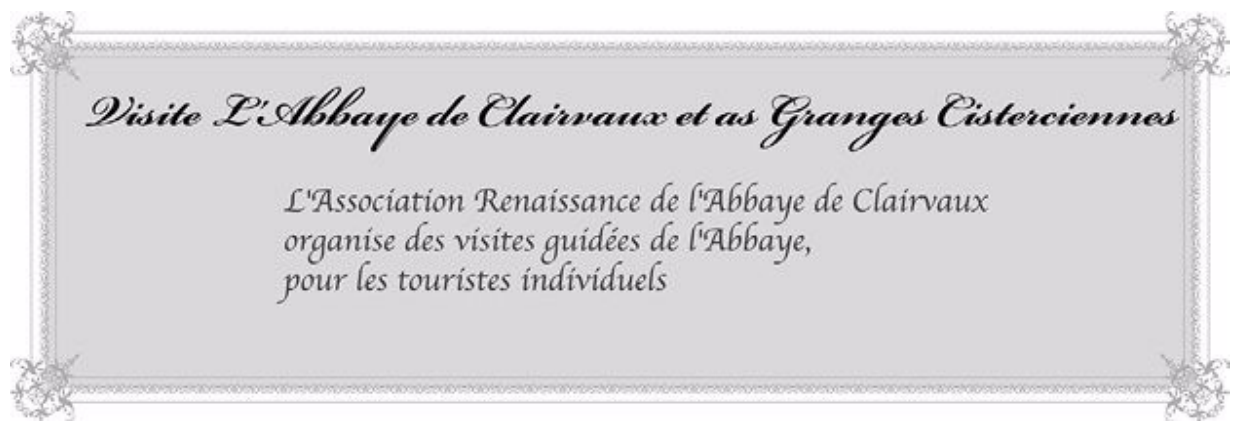 Visite L'Abbaye de Clairvaux et as Granges Cisterciennes
L'Association Renaissance de l'Abbaye de Clairvaux
organise des visites guidées de l'Abbaye,
pour les touristes individuels